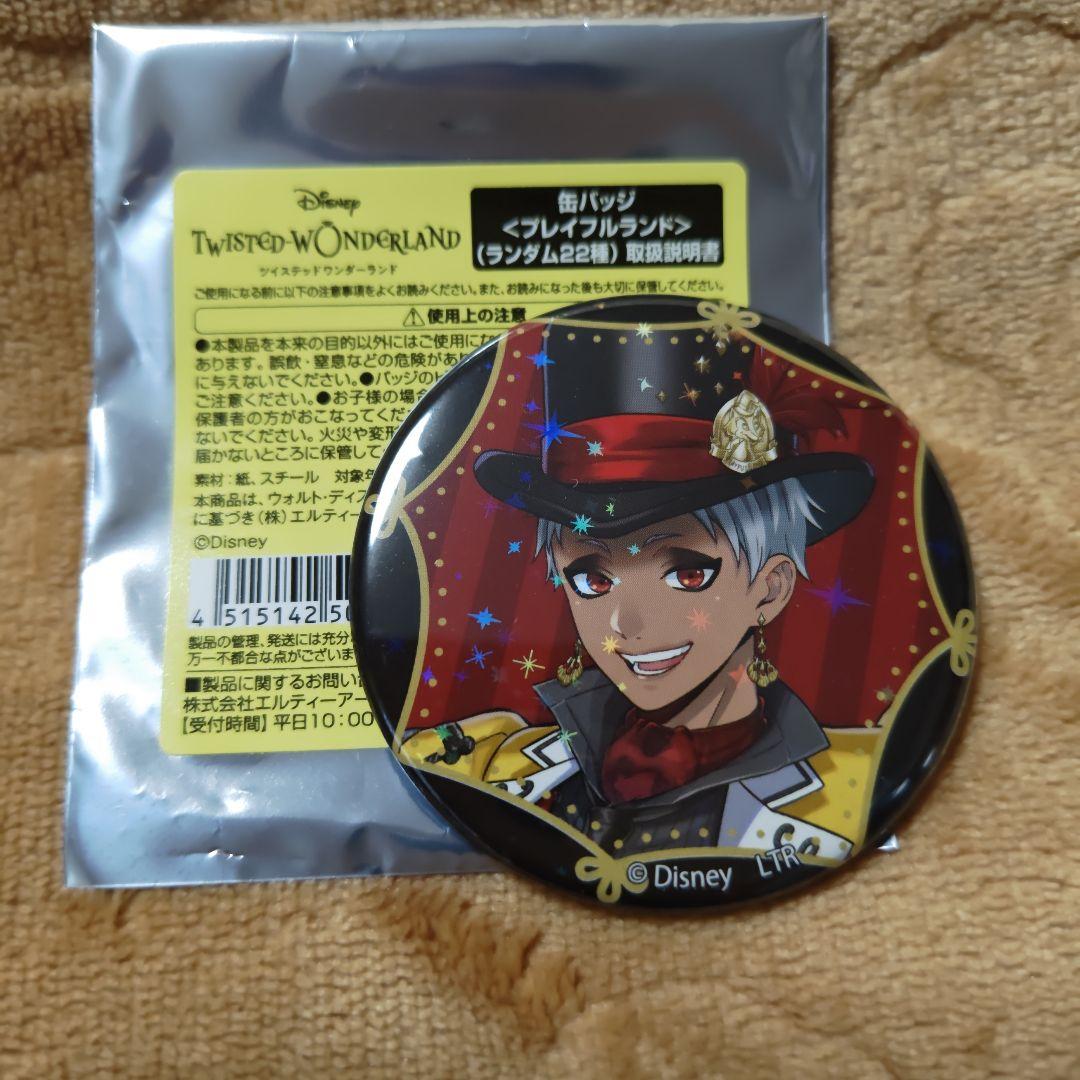 Disney
TWISTED-WONDERLAND
ツイステッドワンダーランド
缶バッジ
<プレイフルランド>
(ランダム22種) 取扱説明書
ご使用になる前に以下の注意事項をよくお読みください。また、お読みになった後も大切に保管してください。
⚠使用上の注意
●本製品を本来の目的以外にはご使用にな
あります。誤飲・窒息などの危険があり
に与えないでください。●バッジのピ
ご注意ください。●お子様の場合
保護者の方がおこなってくだ
ないでください。火災や変形
届かないところに保管して
素材:紙、スチール 対象年
本商品は、ウォルト・ディズ
に基づき(株)エルティー
©Disney
4 515142 50
製品の管理、発送には充分
万一不都合な点がございま
■製品に関するお問い合
株式会社エルティーアー
【受付時間】平日10:00
©Disney LTR